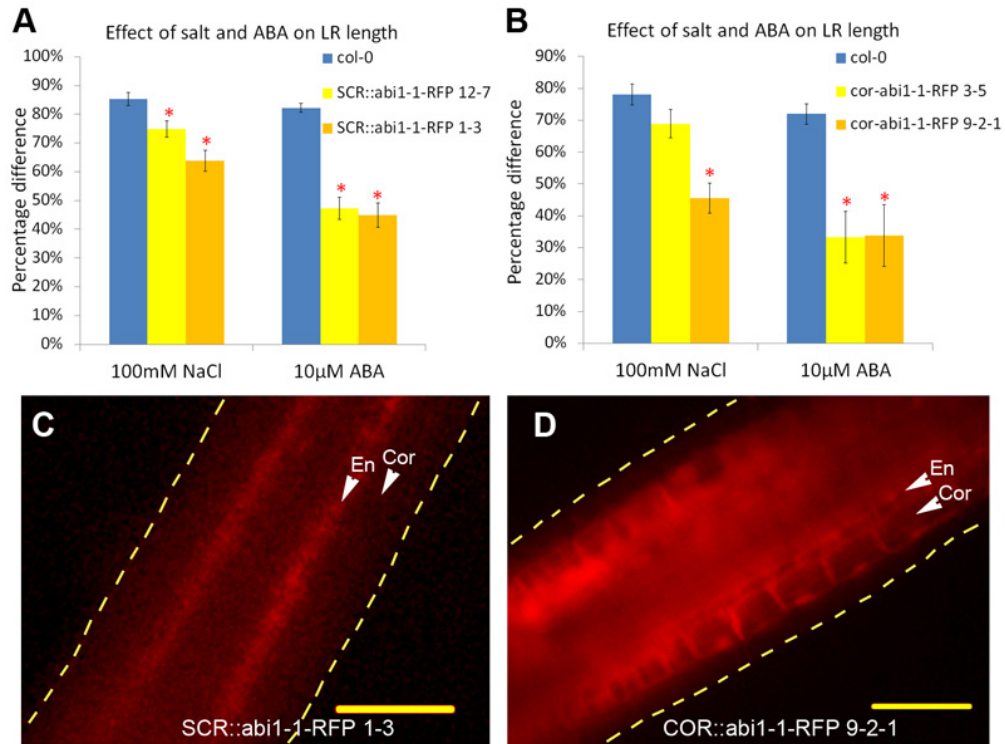 A
Effect of salt and ABA on LR length
Percentage difference
100%
90%
80%
70%
60%
50%
40%
30%
20%
10%
0%
col-0
SCR::abi1-1-RFP 12-7
SCR::abi1-1-RFP 1-3
*
*
*
*
100mM NaCl
10µM ABA
B
Effect of salt and ABA on LR length
Percentage difference
90%
80%
70%
60%
50%
40%
30%
20%
10%
0%
col-0
cor-abi1-1-RFP 3-5
cor-abi1-1-RFP 9-2-1
*
*
*
100mM NaCl
10µM ABA
C
En
Cor
SCR::abi1-1-RFP 1-3
D
En
Cor
COR::abi1-1-RFP 9-2-1